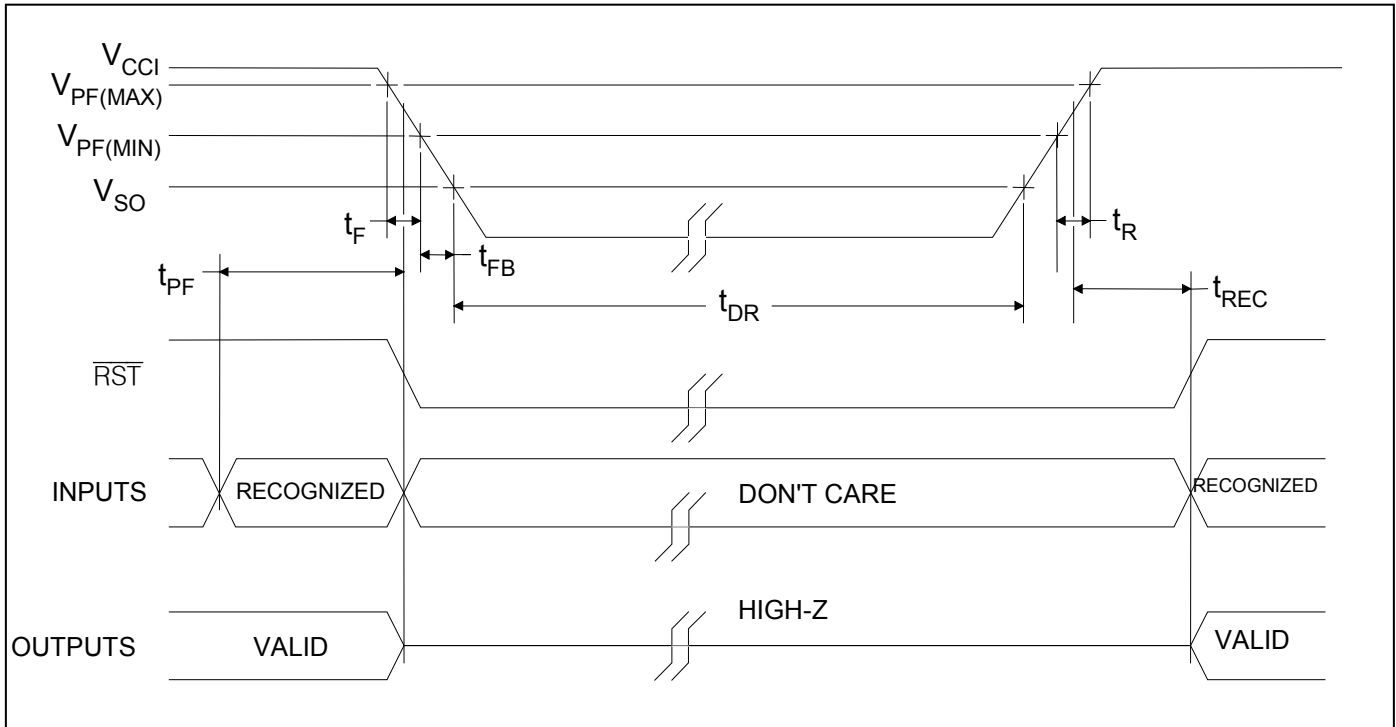 VCCI
VPF(MAX)
VPF(MIN)
VSO
tF
tR
tFB
tPF
tDR
tREC
RST
INPUTS
RECOGNIZED
DON'T CARE
RECOGNIZED
HIGH-Z
OUTPUTS
VALID
VALID